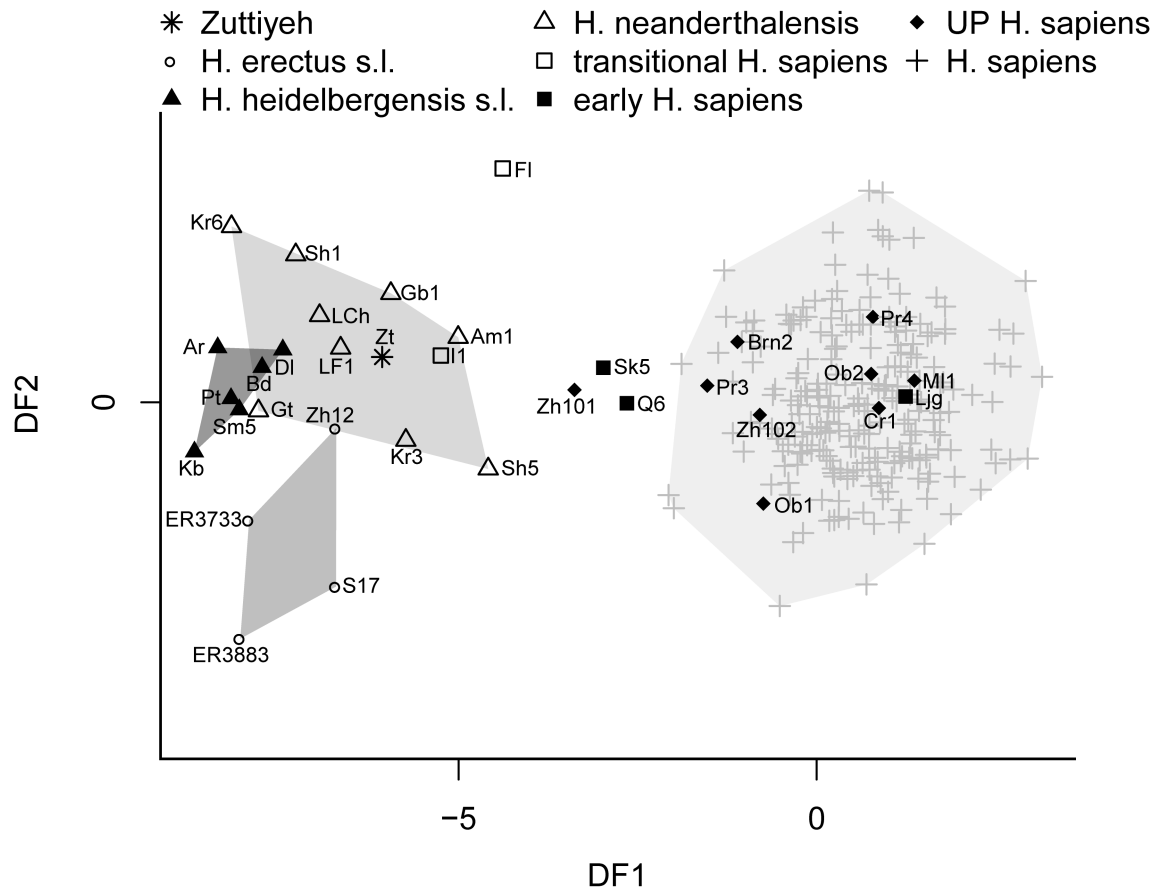 Zuttiyeh H. neanderthalensis UP H. sapiens
H. erectus s.l. transitional H. sapiens H. sapiens
H. heidelbergensis s.l. early H. sapiens
Fl
Kr6
Sh1
Gb1
LCh
Pr4
Am1
Zt
Brn2
Ar
I1
LF1
Dl
Sk5
Ob2
Ml1
Bd
Pr3
Pt
Ljg
Zh101
Q6
DF2
0
Gt
Zh12
Cr1
Sm5
Zh102
Kr3
Kb
Sh5
Ob1
ER3733
S17
ER3883
−5 0
DF1